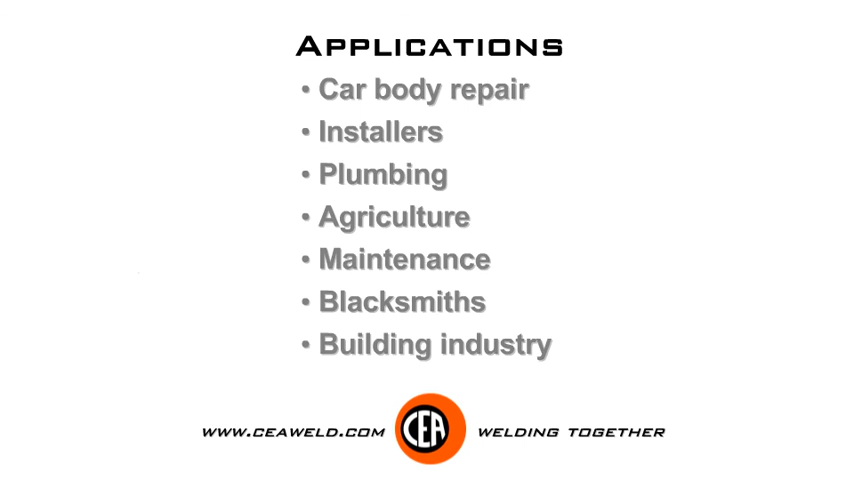 APPLICATIONS
• Car body repair
• Installers
• Plumbing
• Agriculture
• Maintenance
• Blacksmiths
• Building industry
WWW.CEAWELD.COM CEA WELDING TOGETHER